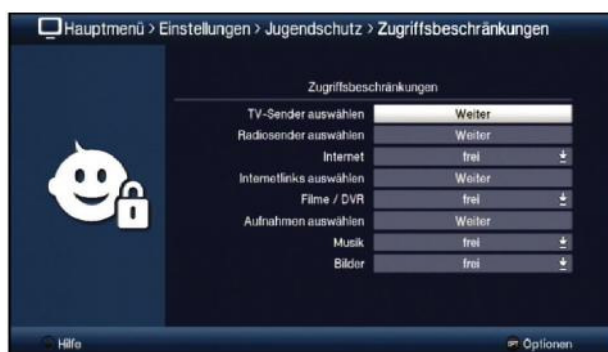 Hauptmenü > Einstellungen > Jugendschutz > Zugriffsbeschränkungen
Zugriffsbeschränkungen
TV-Sender auswählen Weiter
Radiosender auswählen Weiter
Internet frei
Internetlinks auswählen Weiter
Filme / DVR frei
Aufnahmen auswählen Weiter
Musik frei
Bilder frei
Hilfe OPT Optionen